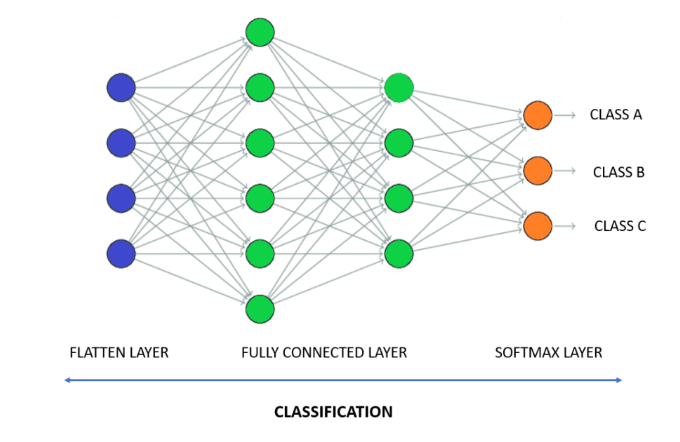 CLASS A
CLASS B
CLASS C
FLATTEN LAYER
FULLY CONNECTED LAYER
SOFTMAX LAYER
CLASSIFICATION